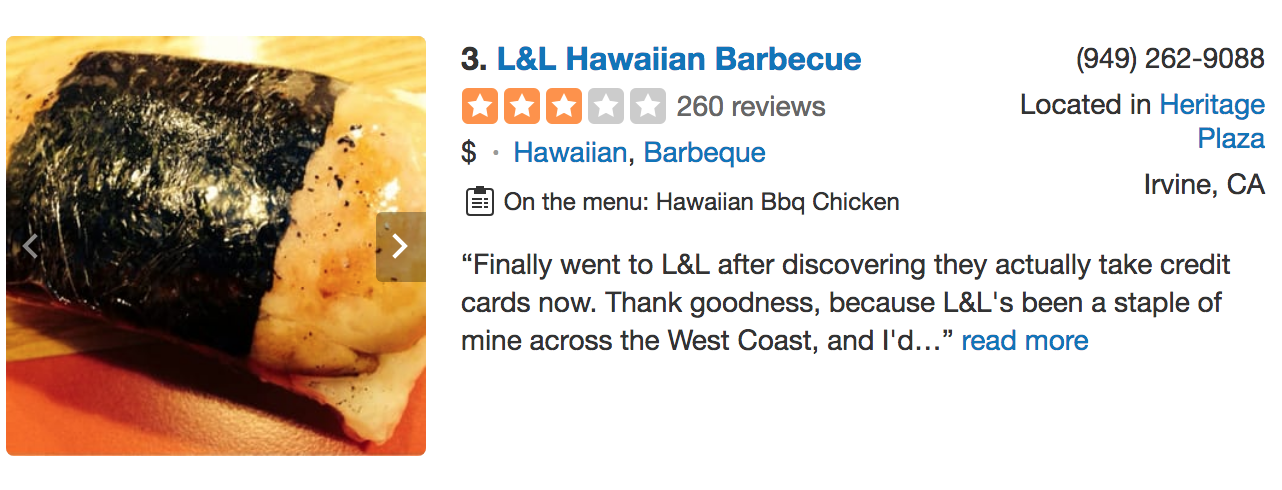 3. L&L Hawaiian Barbecue
260 reviews
$ · Hawaiian, Barbeque
On the menu: Hawaiian Bbq Chicken
“Finally went to L&L after discovering they actually take credit
cards now. Thank goodness, because L&L's been a staple of
mine across the West Coast, and I'd…” read more
(949) 262-9088
Located in Heritage
Plaza
Irvine, CA